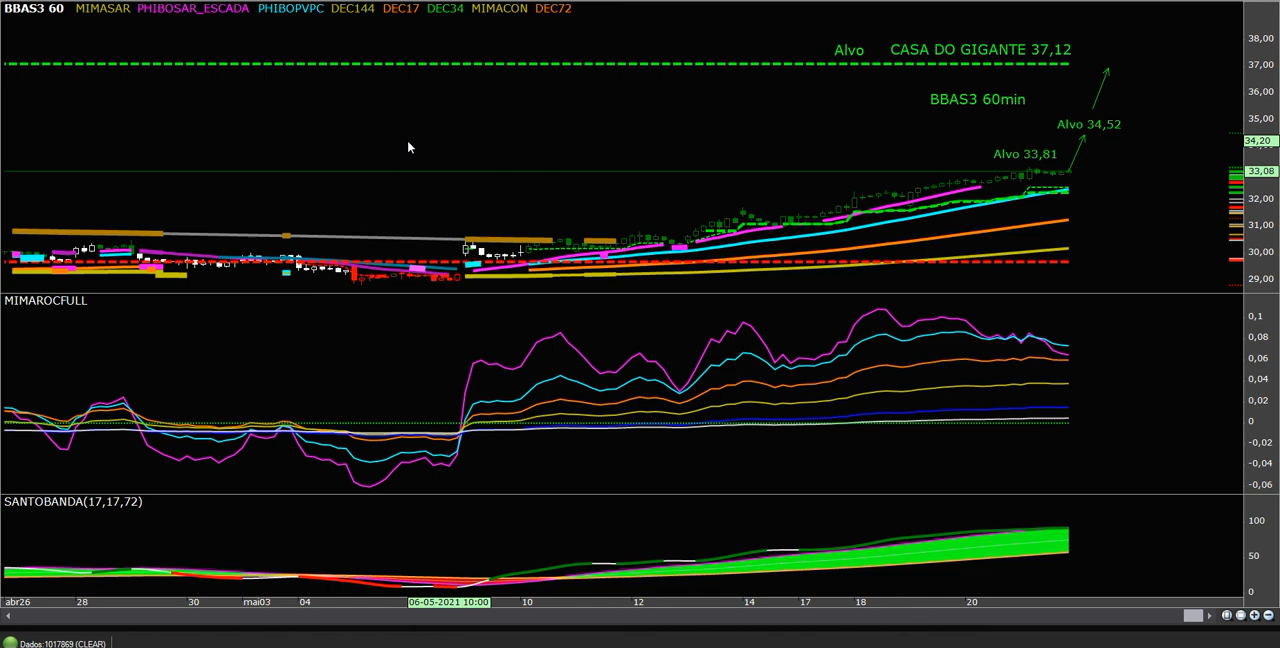 BBAS3 60 MIMASAR PHIBOSAR_ESCADA PHIBOPVPC DEC144 DEC17 DEC34 MIMACON DEC72
38,00
Alvo CASA DO GIGANTE 37,12
37,00
36,00
BBAS3 60min
35,00
Alvo 34,52
34,20
Alvo 33,81
33,08
32,00
31,00
30,00
29,00
MIMAROCFULL
0,1
0,08
0,06
0,04
0,02
0
-0,02
-0,04
-0,06
SANTOBANDA(17,17,72)
100
50
0
abr26 28 30 mai03 04 06-05-2021 10:00 10 12 14 17 18 20
Dados:1017869 (CLEAR)